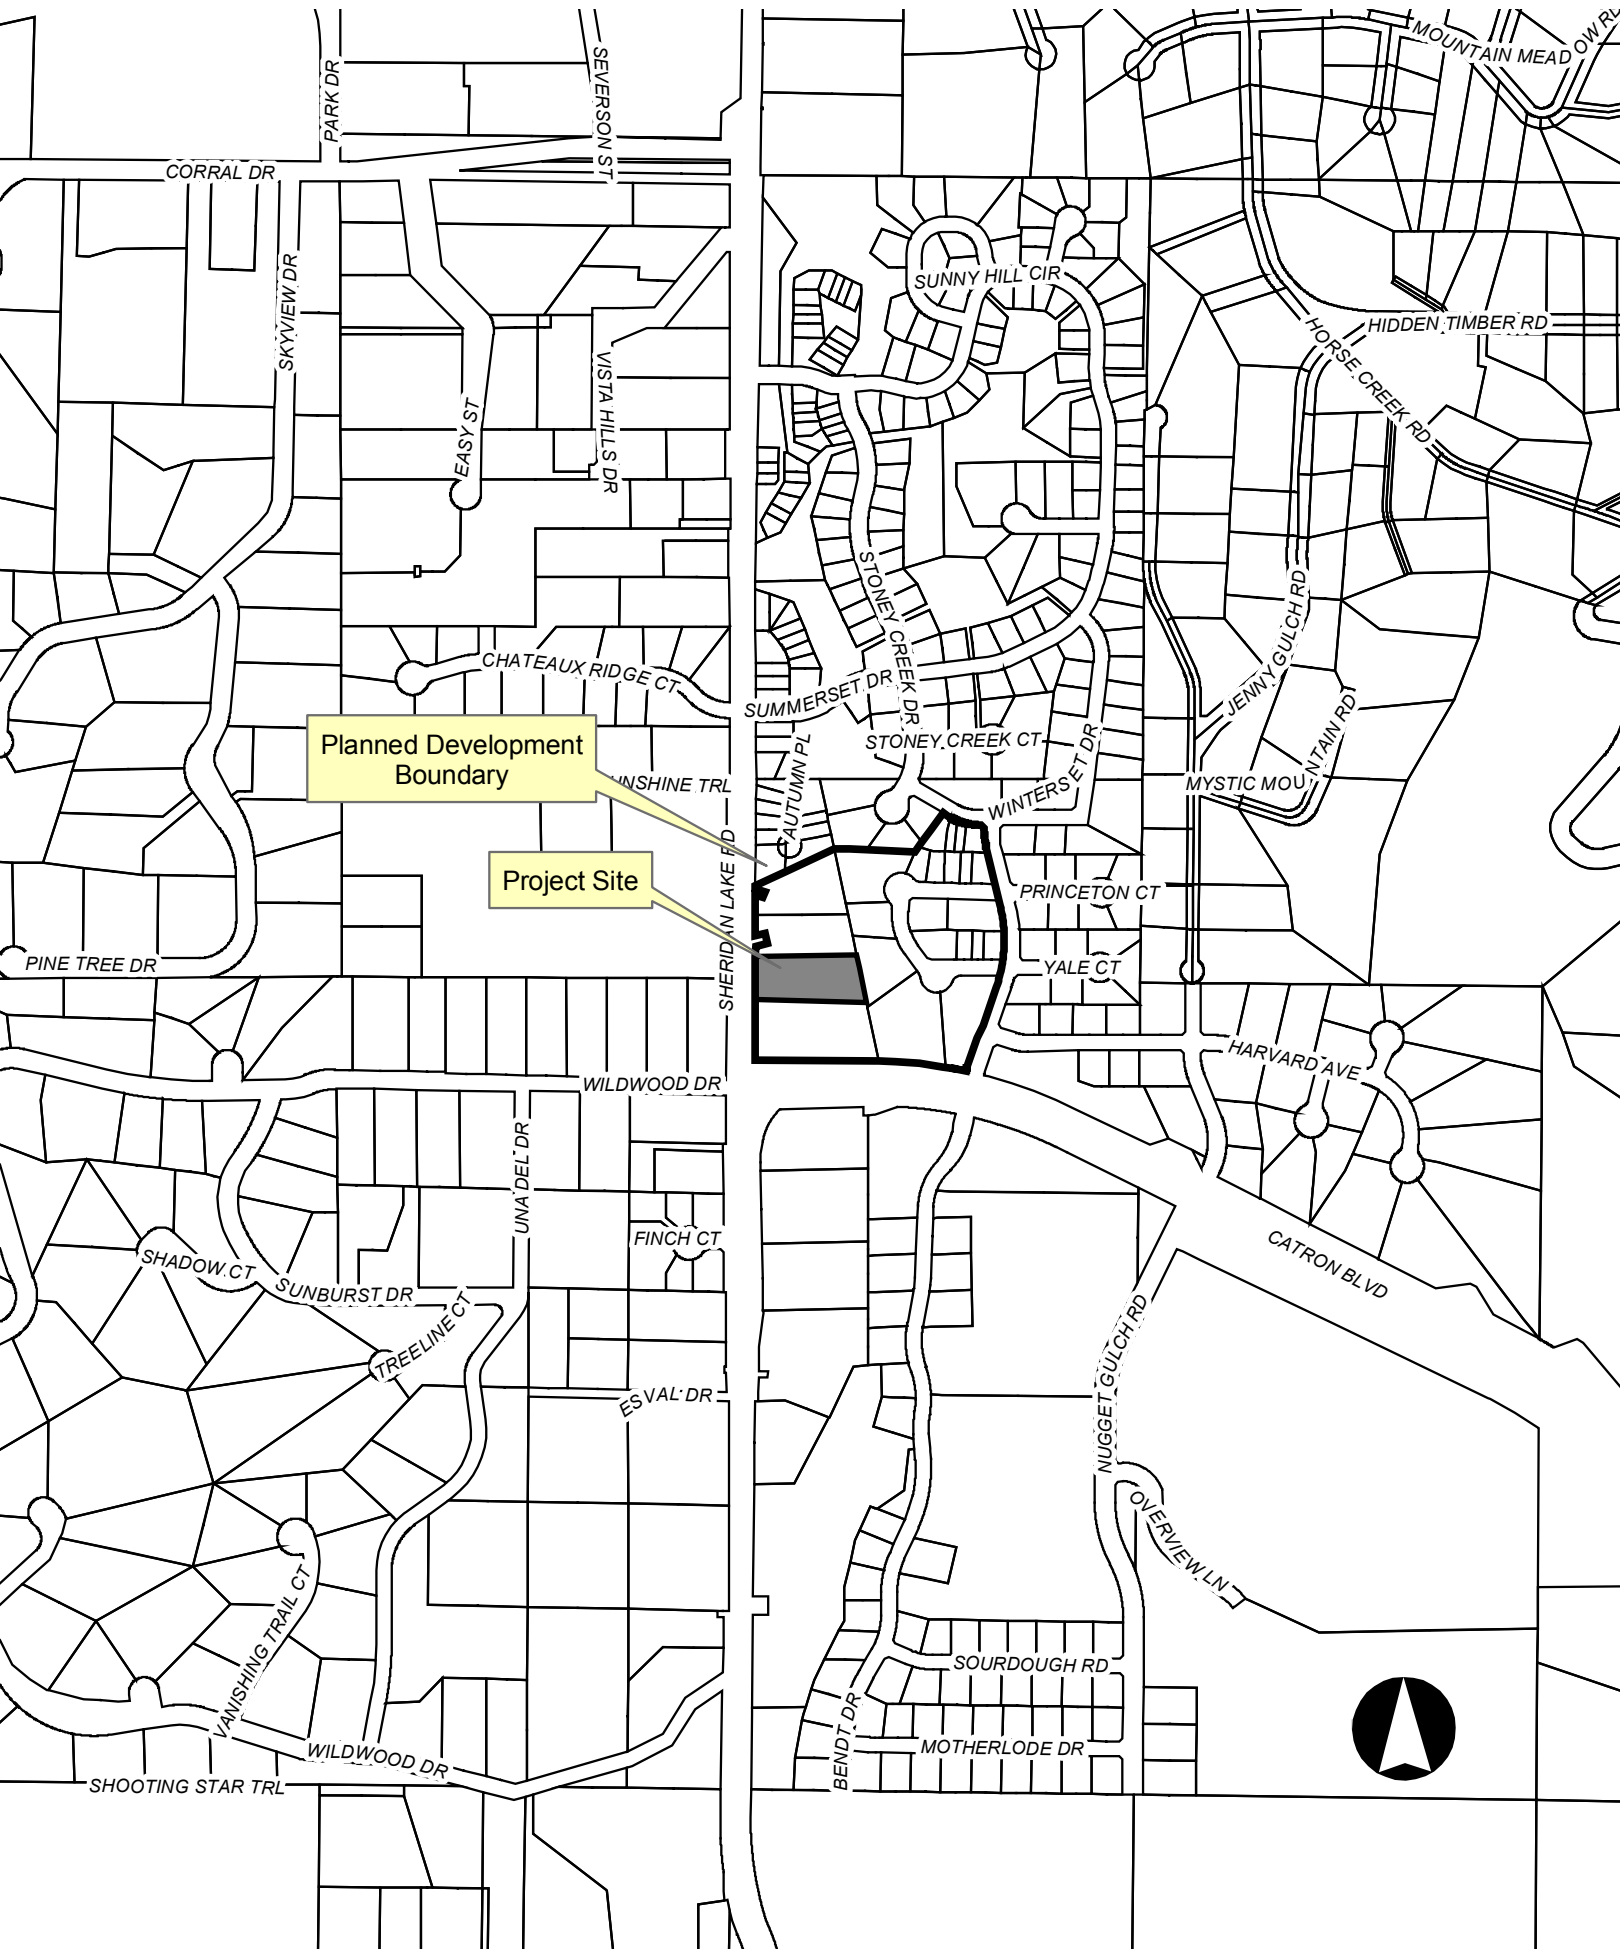 MOUNTAIN MEADOW RD
PARK DR
SEVERSON ST
CORRAL DR
SKYVIEW DR
SUNNY HILL CIR
HIDDEN TIMBER RD
HORSE CREEK RD
VISTA HILLS DR
EASY ST
STONEY CREEK DR
JENNY GULCH RD
CHATEAUX RIDGE CT
SUMMERSET DR
MYSTIC MOUNTAIN RD
Planned Development
Boundary
STONEY CREEK CT
WINTERSET DR
AUTUMN PL
UNSHINE TRL
Project Site
SHERIDAN LAKE RD
PRINCETON CT
PINE TREE DR
YALE CT
HARVARD AVE
WILDWOOD DR
UNA DEL DR
FINCH CT
SHADOW CT
SUNBURST DR
CATRON BLVD
TREELINE CT
NUGGET GULCH RD
ESVAL DR
OVERVIEW LN
VANISHING TRAIL CT
SOURDOUGH RD
BENDT DR
MOTHERLODE DR
WILDWOOD DR
SHOOTING STAR TRL